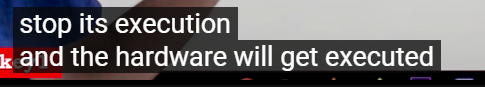 stop its execution
and the hardware will get executed